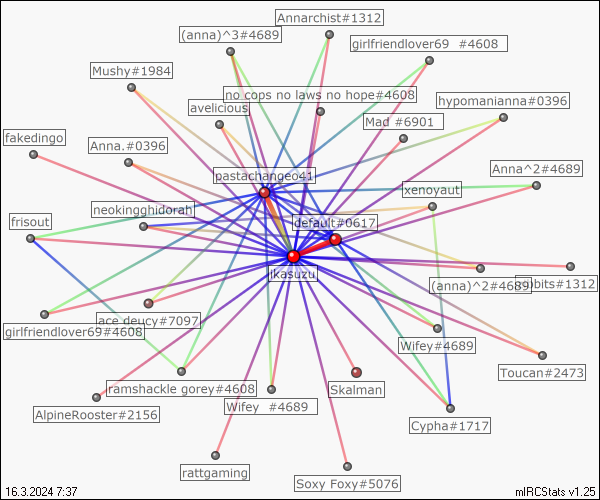 Annarchist#1312
(anna)^3#4689
girlfriendlover69 #4608
Mushy#1984
no cops no laws no hope#4608
hypomanianna#0396
avelicious
Mad #6901
fakedingo
Anna.#0396
Anna^2#4689
pastachangeo41
xenoyaut
neokingghidorah
frisout
default#0617
jkasuzu
(anna)^2#4689
#1312
ace deucy#7097
girlfriendlover69#4608
Wifey#4689
Toucan#2473
ramshackle gorey#4608
Skalman
Wifey #4689
AlpineRooster#2156
Cypha#1717
rattgaming
Soxy Foxy#5076
16.3.2024 7:37
mIRCStats v1.25